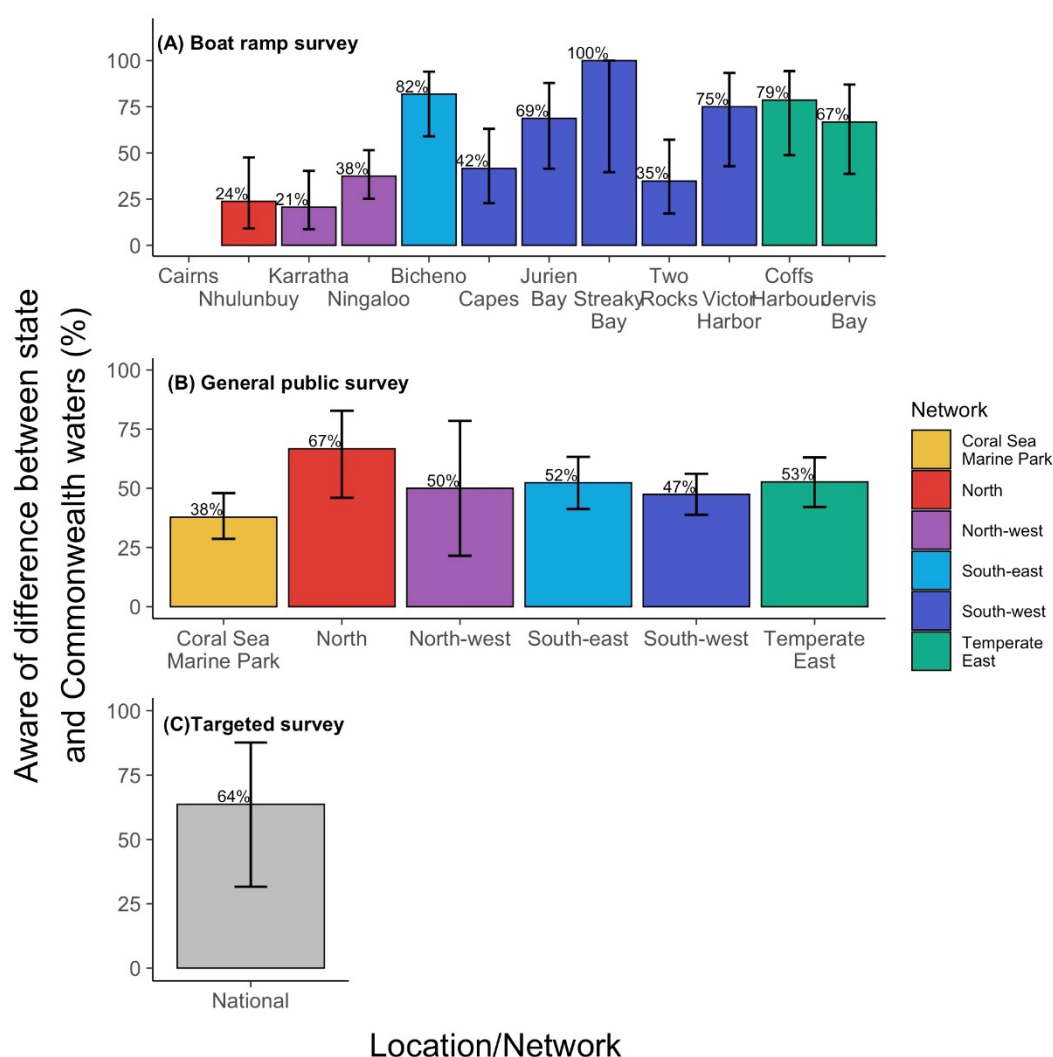 Aware of difference between state
and Commonwealth waters (%)
(A) Boat ramp survey
100
75
50
25
0
24%
21%
38%
82%
42%
69%
100%
35%
75%
79%
67%
Cairns
Nhulunbuy
Karratha
Ningaloo
Bicheno
Capes
Jurien
Bay
Streaky
Bay
Two
Rocks
Victor
Harbor
Coffs
Harbour
Jervis
Bay
(B) General public survey
100
75
50
25
0
38%
67%
50%
52%
47%
53%
Coral Sea
Marine Park
North
North-west
South-east
South-west
Temperate
East
Network
Coral Sea
Marine Park
North
North-west
South-east
South-west
Temperate
East
(C)Targeted survey
100
75
50
25
0
64%
National
Location/Network